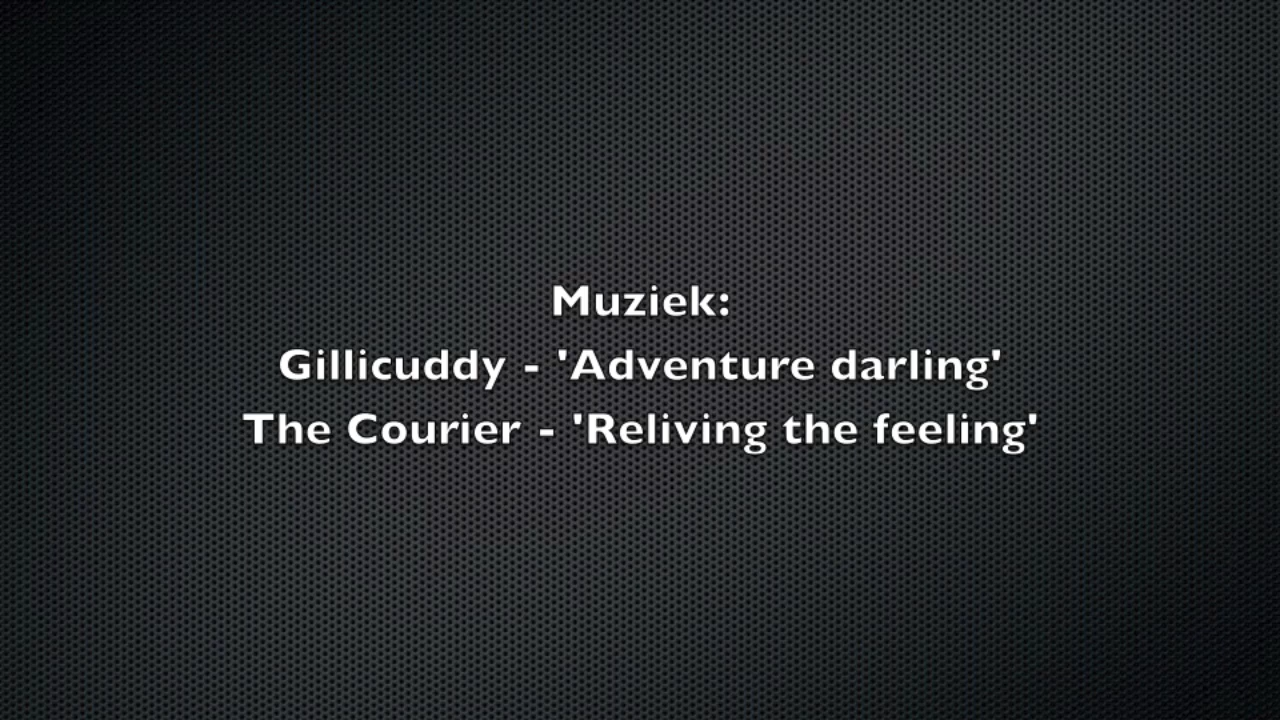 Muziek:
Gillicuddy - 'Adventure darling'
The Courier - 'Reliving the feeling'